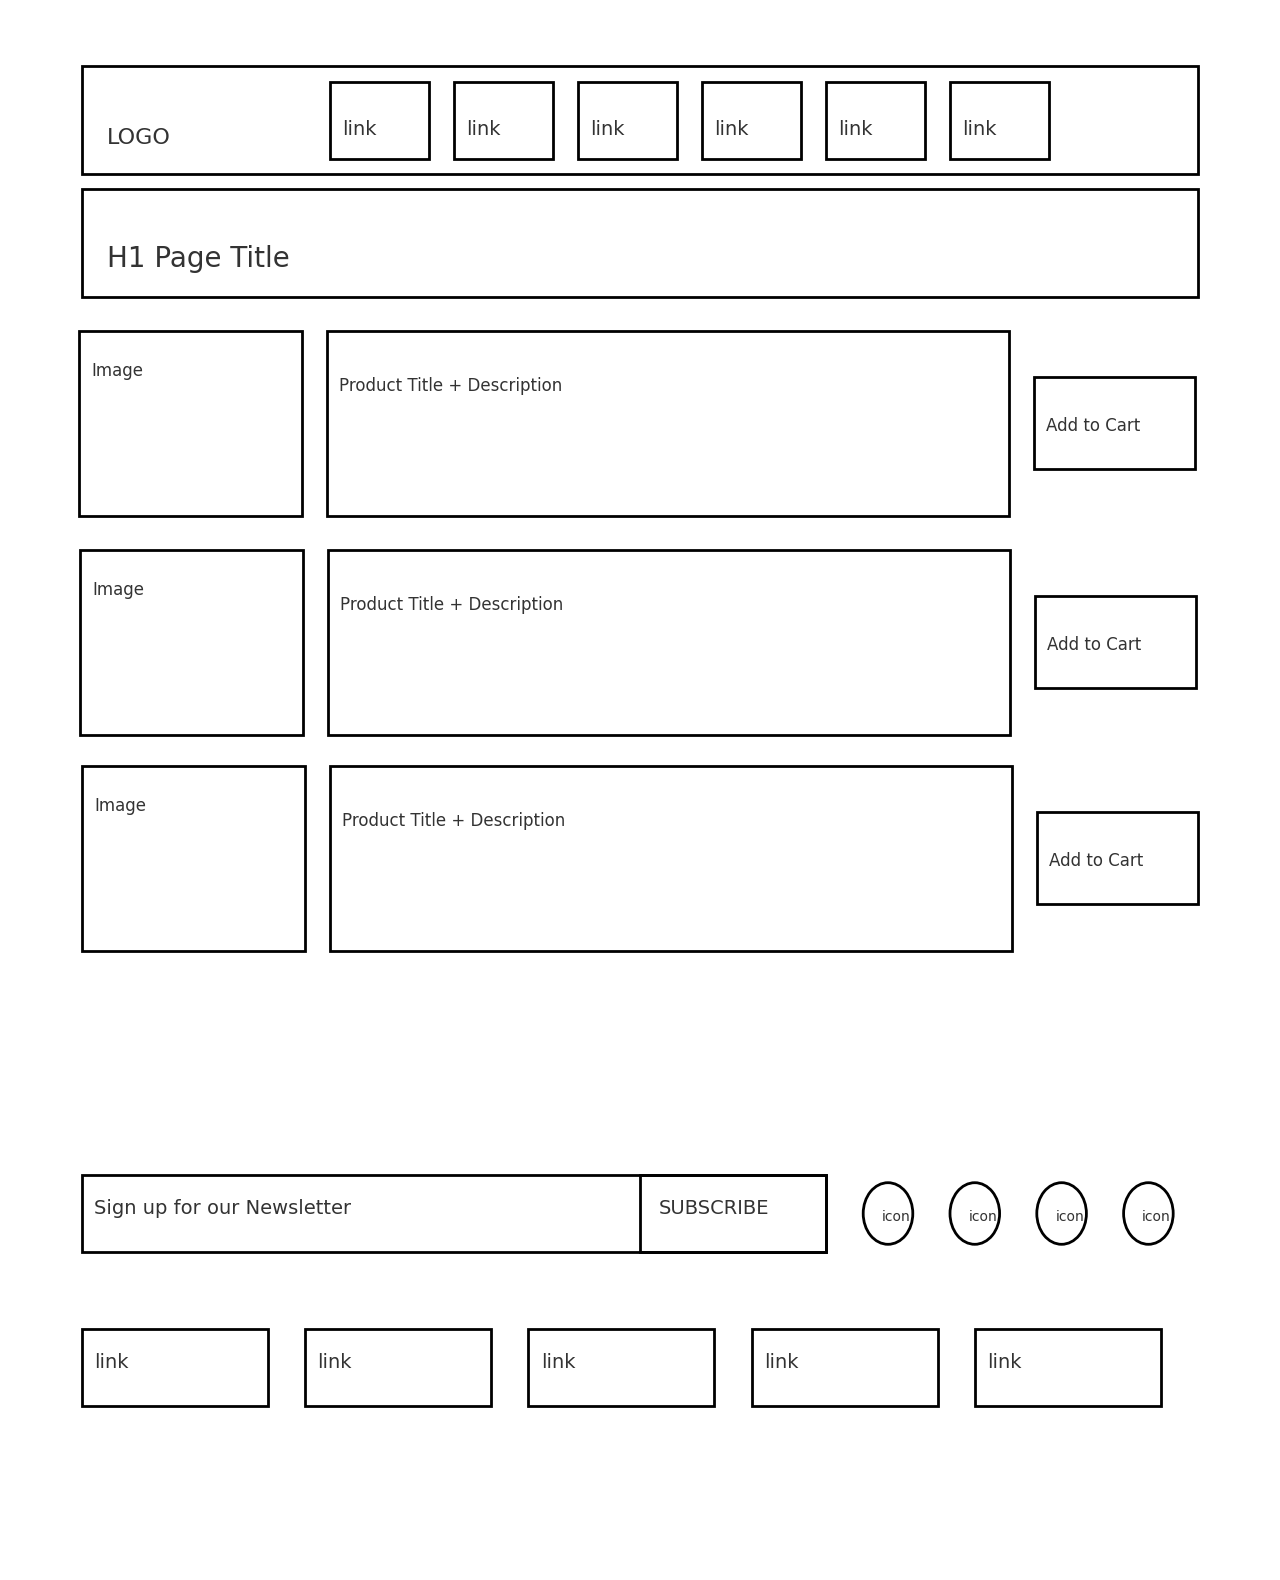 LOGO
link
link
link
link
link
link
H1 Page Title
Image
Product Title + Description
Add to Cart
Image
Product Title + Description
Add to Cart
Image
Product Title + Description
Add to Cart
Sign up for our Newsletter
SUBSCRIBE
icon
icon
icon
icon
link
link
link
link
link